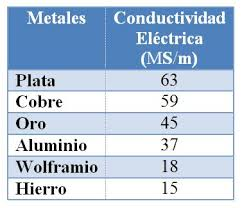 Metales Conductividad
Eléctrica
(MS/m)
Plata 63
Cobre 59
Oro 45
Aluminio 37
Wolframio 18
Hierro 15